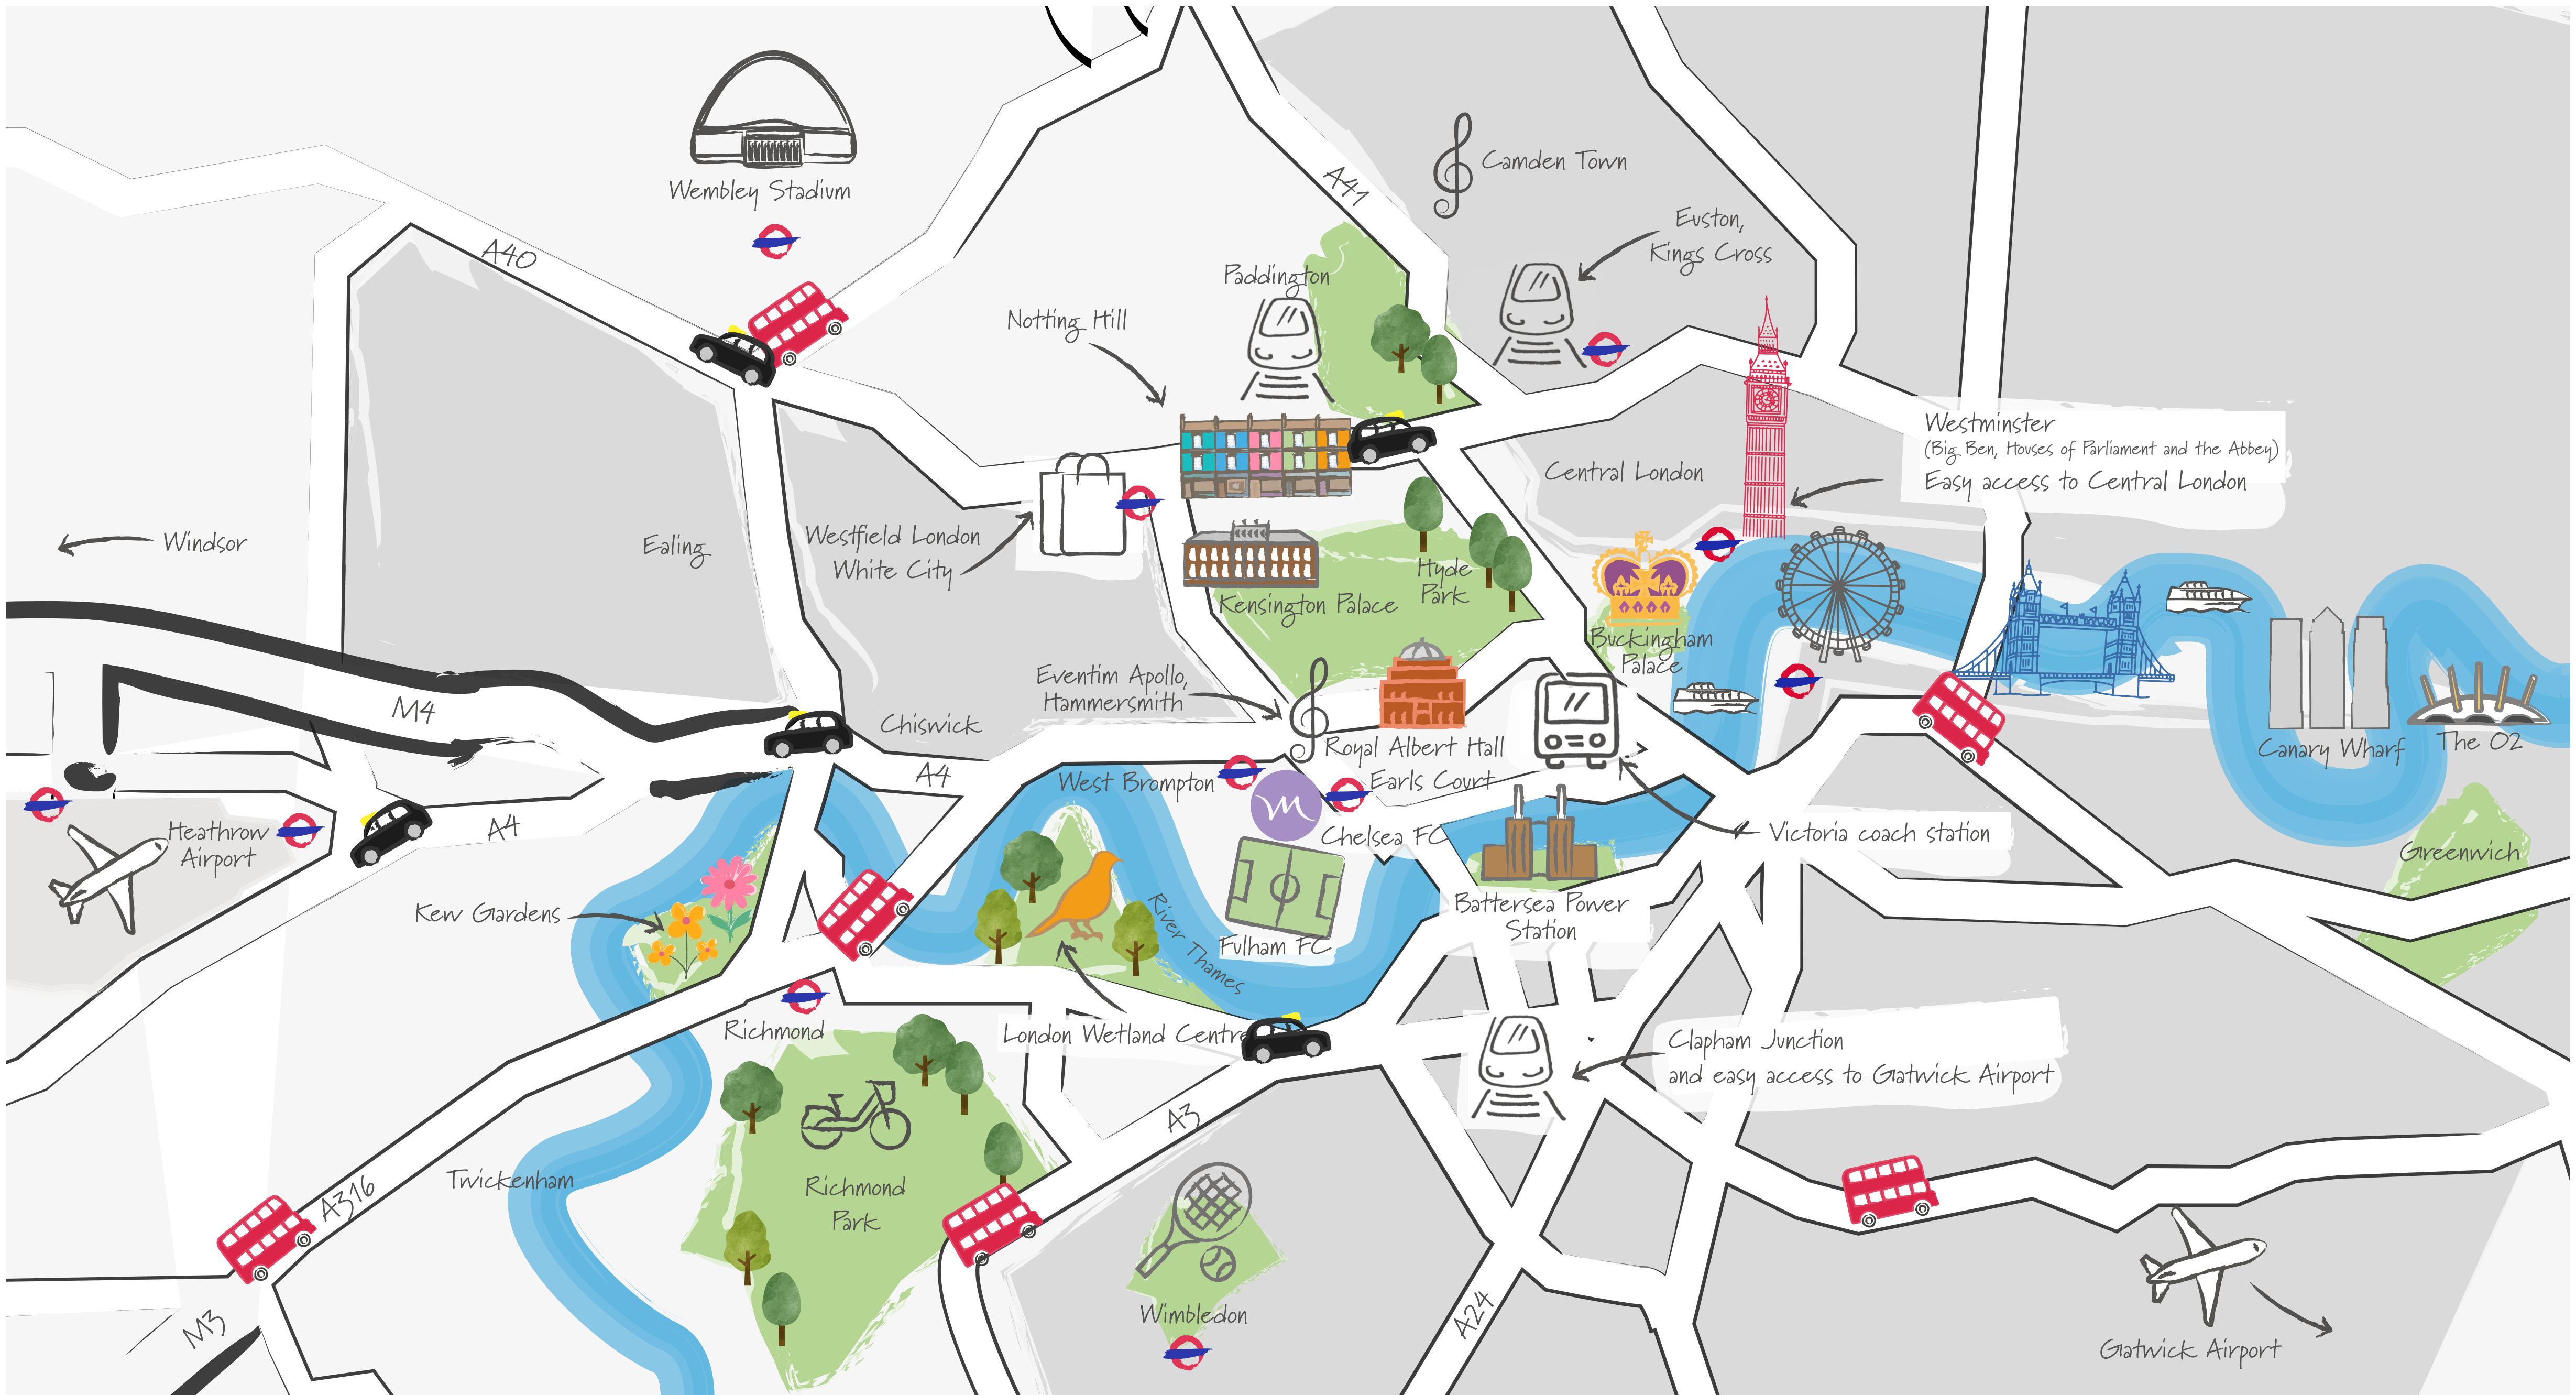 Wembley Stadium
A40
A41
Camden Town
Euston,
Kings Cross
Paddington
Notting Hill
Westminster
(Big Ben, Houses of Parliament and the Abbey)
Easy access to Central London
Central London
Windsor
Ealing
Westfield London
White City
Hyde
Park
Kensington Palace
Buckingham
Palace
Eventim Apollo,
Hammersmith
M4
Chiswick
Royal Albert Hall
Canary Wharf
The O2
A4
West Brompton
Earls Court
m
Heathrow
Airport
A4
Chelsea FC
Victoria coach station
Greenwich
Kew Gardens
River Thames
Fulham FC
Battersea Power
Station
Richmond
London Wetland Centre
Clapham Junction
and easy access to Gatwick Airport
A3
Twickenham
A316
Richmond
Park
M3
Wimbledon
A24
Gatwick Airport